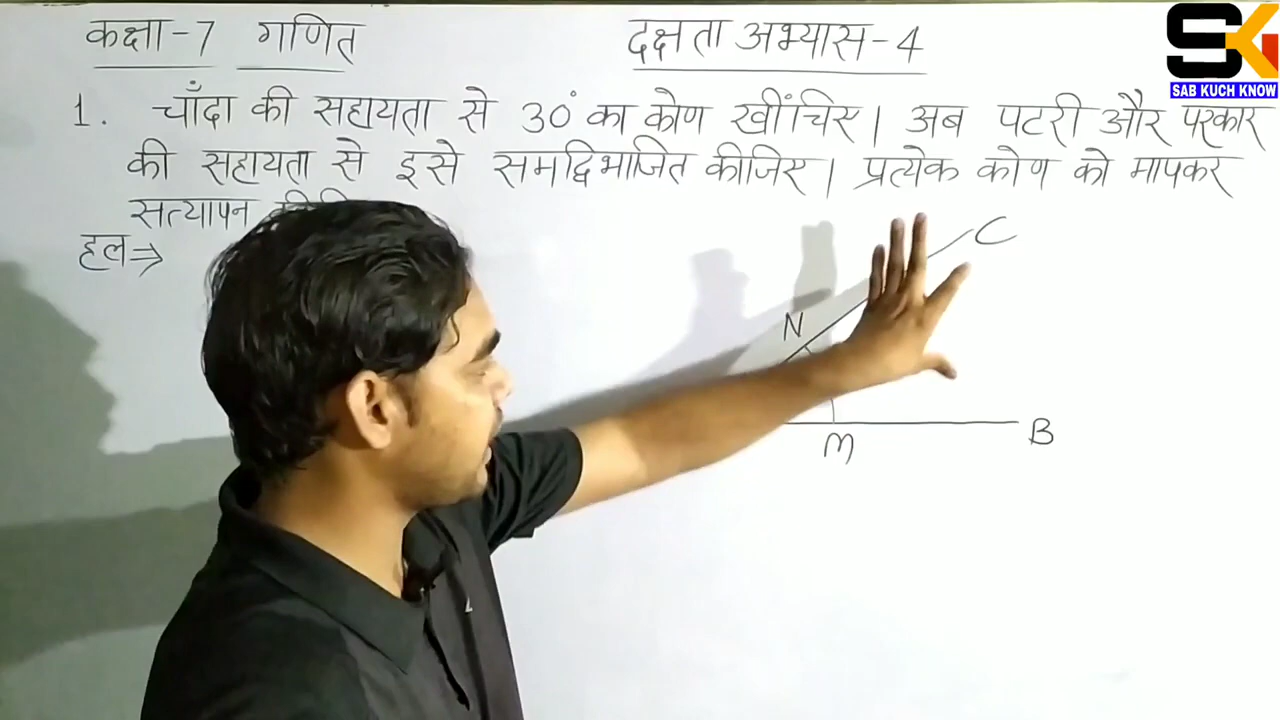 कक्षा-7 गणित
दक्षता अभ्यास-4
SK
SAB KUCH KNOW
1. चाँदा की सहायता से 30° का कोण खींचिए। अब पटरी और परकार
की सहायता से इसे समद्विभाजित कीजिए। प्रत्येक कोण को मापकर
सत्यापन
हल⇒
C
N
M
B